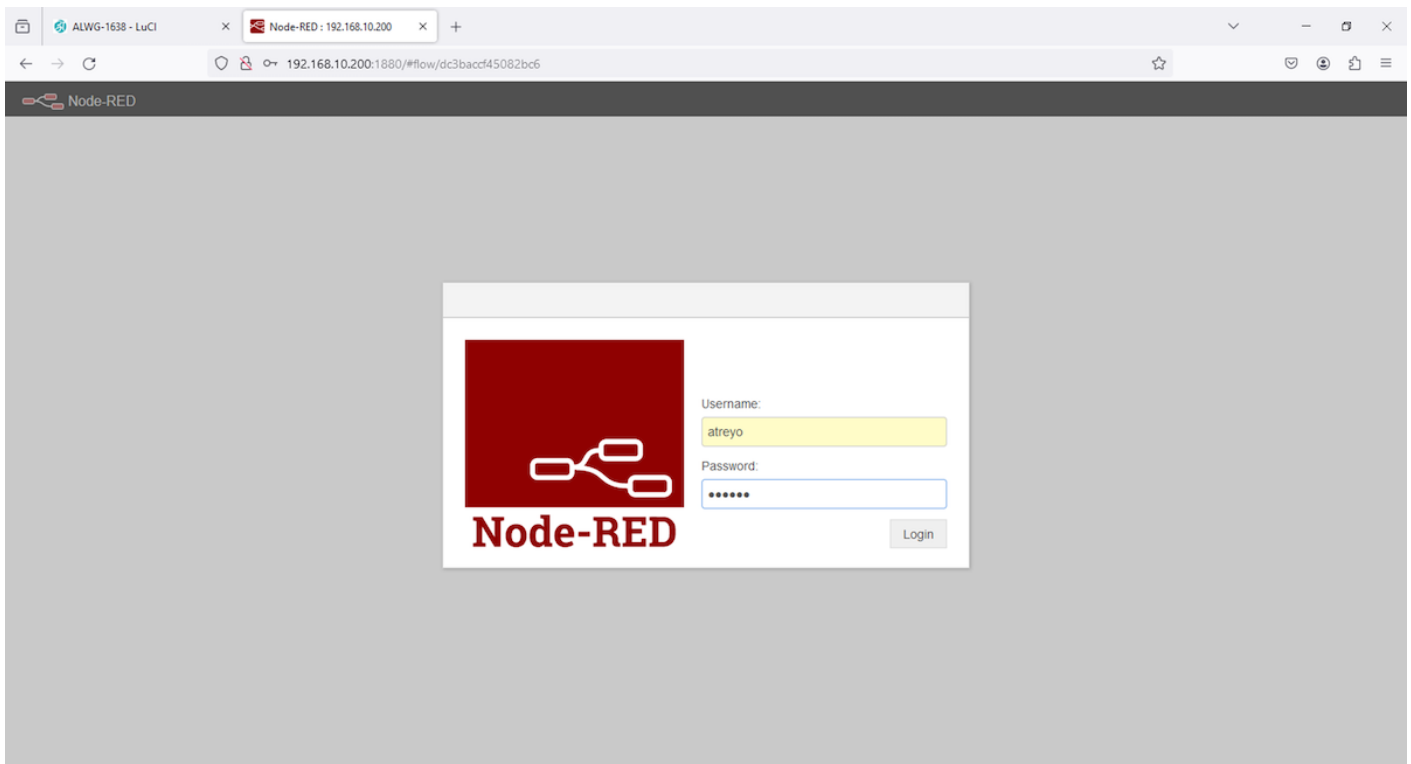 ALWG-1638 - LuCI
Node-RED : 192.168.10.200
192.168.10.200:1880/#flow/dc3baccf45082bc6
Node-RED
Username:
atreyo
Password:
••••••
Login
Node-RED